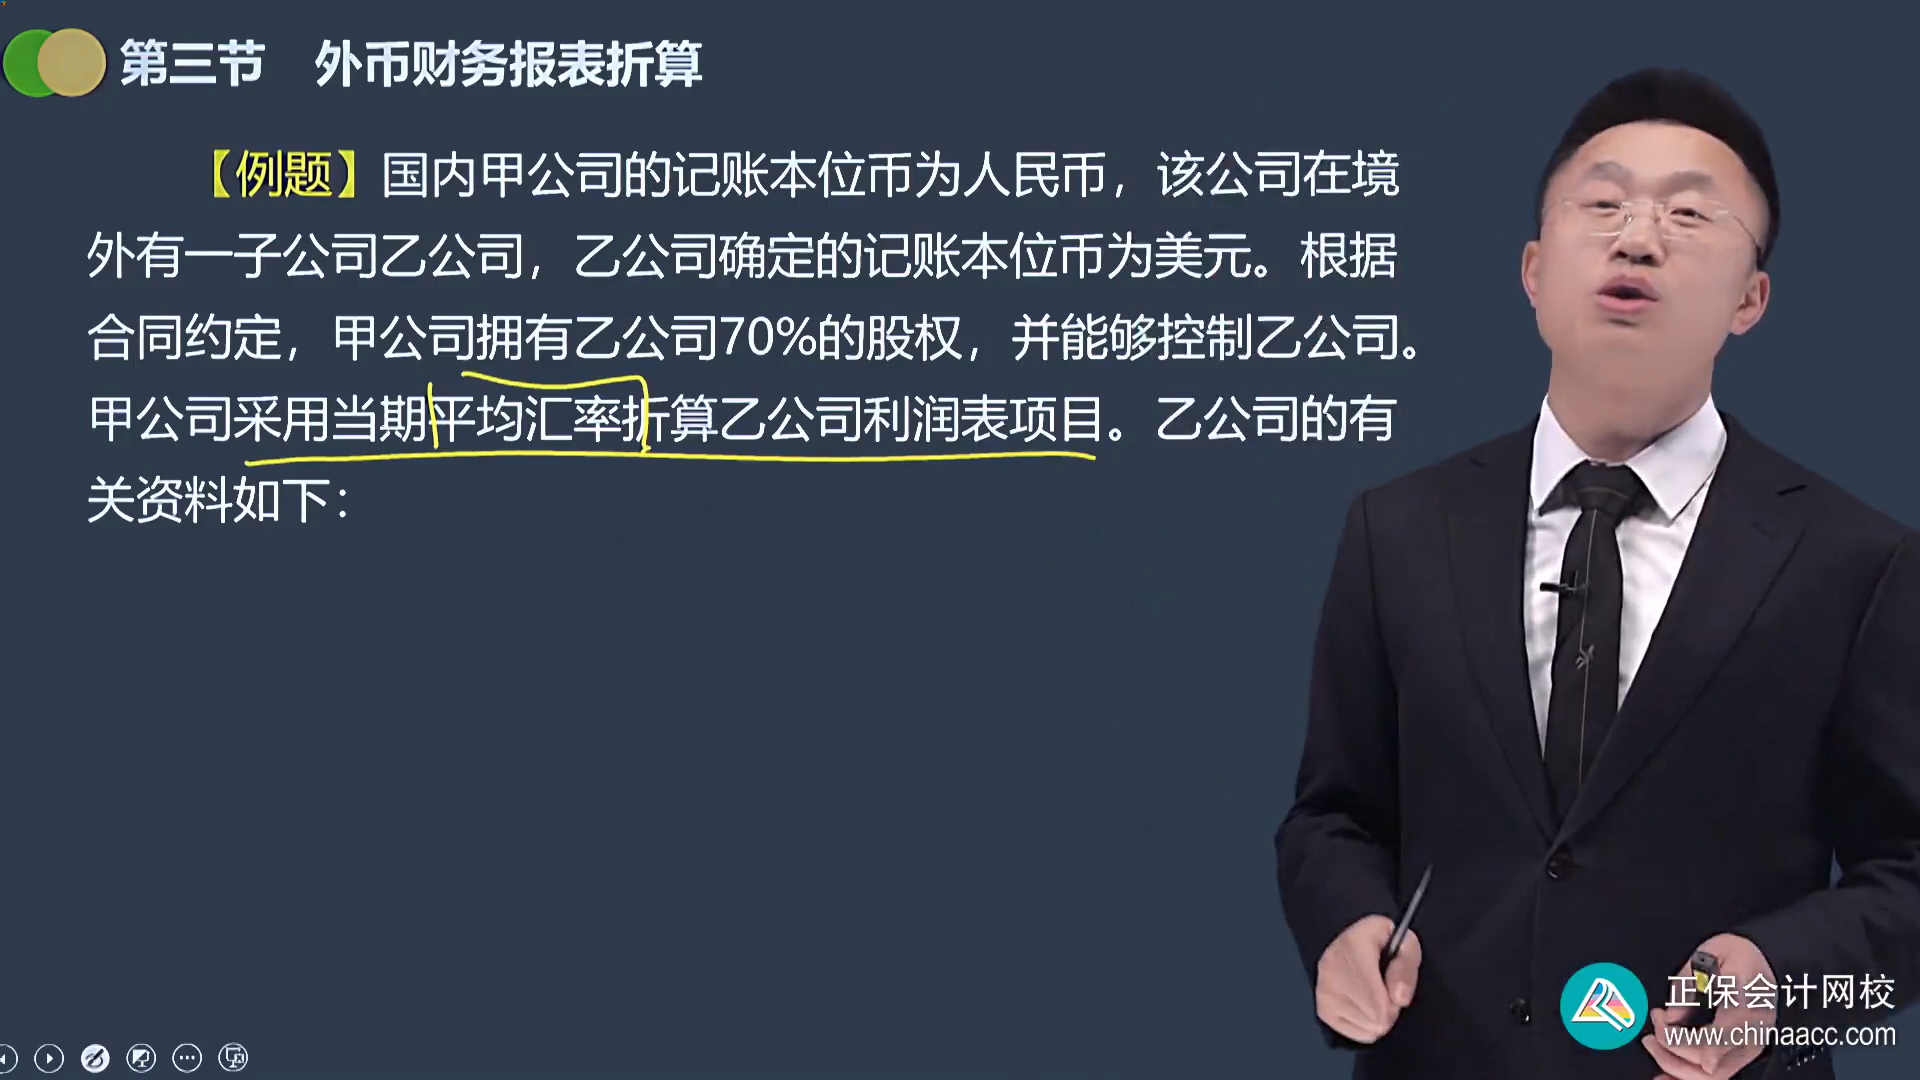 第三节 外币财务报表折算
【例题】国内甲公司的记账本位币为人民币，该公司在境
外有一子公司乙公司，乙公司确定的记账本位币为美元。根据
合同约定，甲公司拥有乙公司70%的股权，并能够控制乙公司。
甲公司采用当期平均汇率折算乙公司利润表项目。乙公司的有
关资料如下：
正保会计网校
www.chinaacc.com